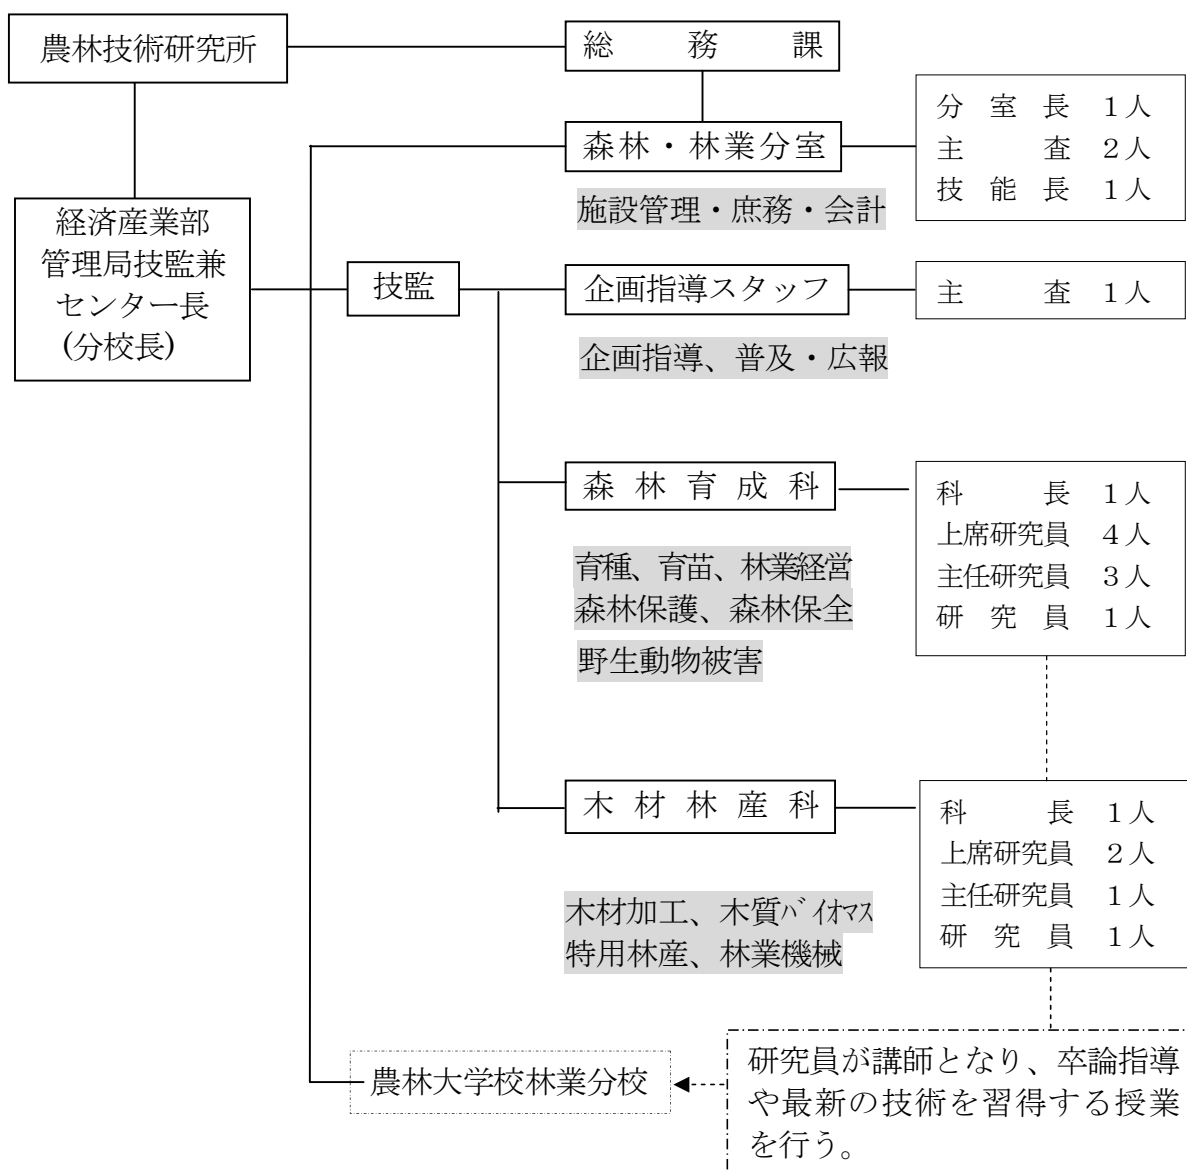 農林技術研究所
総務課
分室長 1人
主査 2人
技能長 1人
森林・林業分室
施設管理・庶務・会計
経済産業部
管理局技監兼
センター長
(分校長)
技監
企画指導スタッフ
主査 1人
企画指導、普及・広報
森林育成科
科長 1人
上席研究員 4人
主任研究員 3人
研究員 1人
育種、育苗、林業経営
森林保護、森林保全
野生動物被害
木材林産科
科長 1人
上席研究員 2人
主任研究員 1人
研究員 1人
木材加工、木質ﾊﾞｲｵﾏｽ
特用林産、林業機械
農林大学校林業分校
研究員が講師となり、卒論指導
や最新の技術を習得する授業
を行う。